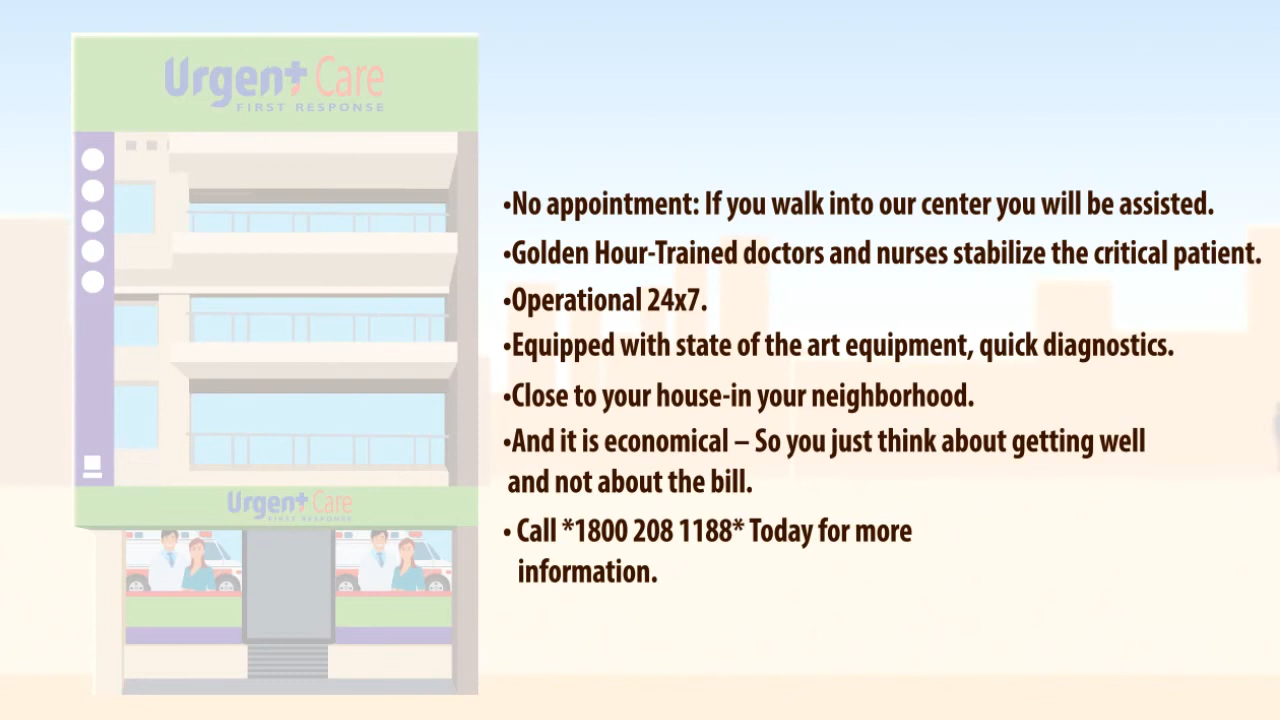 Urgent Care
FIRST RESPONSE
•No appointment: If you walk into our center you will be assisted.
•Golden Hour-Trained doctors and nurses stabilize the critical patient.
•Operational 24x7.
•Equipped with state of the art equipment, quick diagnostics.
•Close to your house-in your neighborhood.
•And it is economical – So you just think about getting well
and not about the bill.
• Call *1800 208 1188* Today for more
information.
Urgent Care
FIRST RESPONSE